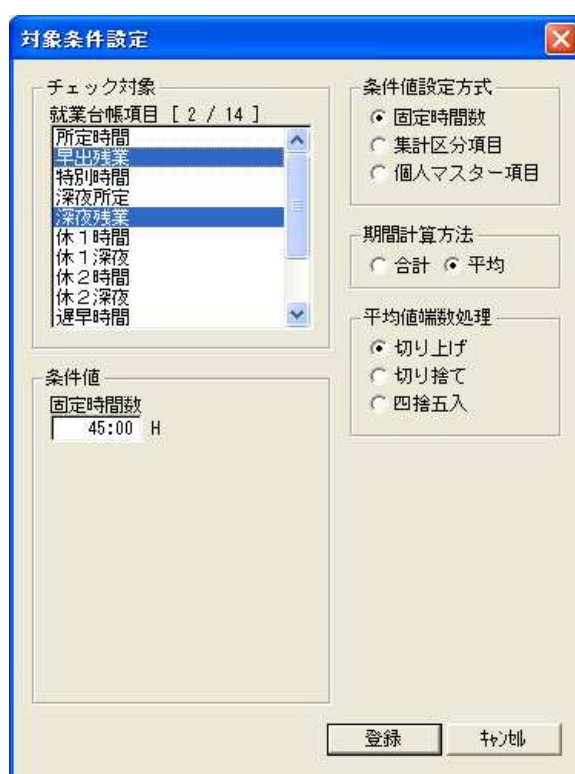 対象条件設定
チェック対象
就業台帳項目 [ 2 / 14 ]
所定時間
早出残業
特別時間
深夜所定
深夜残業
休１時間
休１深夜
休２時間
休２深夜
遅早時間
条件値
固定時間数
45:00 H
条件値設定方式
固定時間数
集計区分項目
個人マスター項目
期間計算方法
合計 平均
平均値端数処理
切り上げ
切り捨て
四捨五入
登録 ｷｬﾝｾﾙ